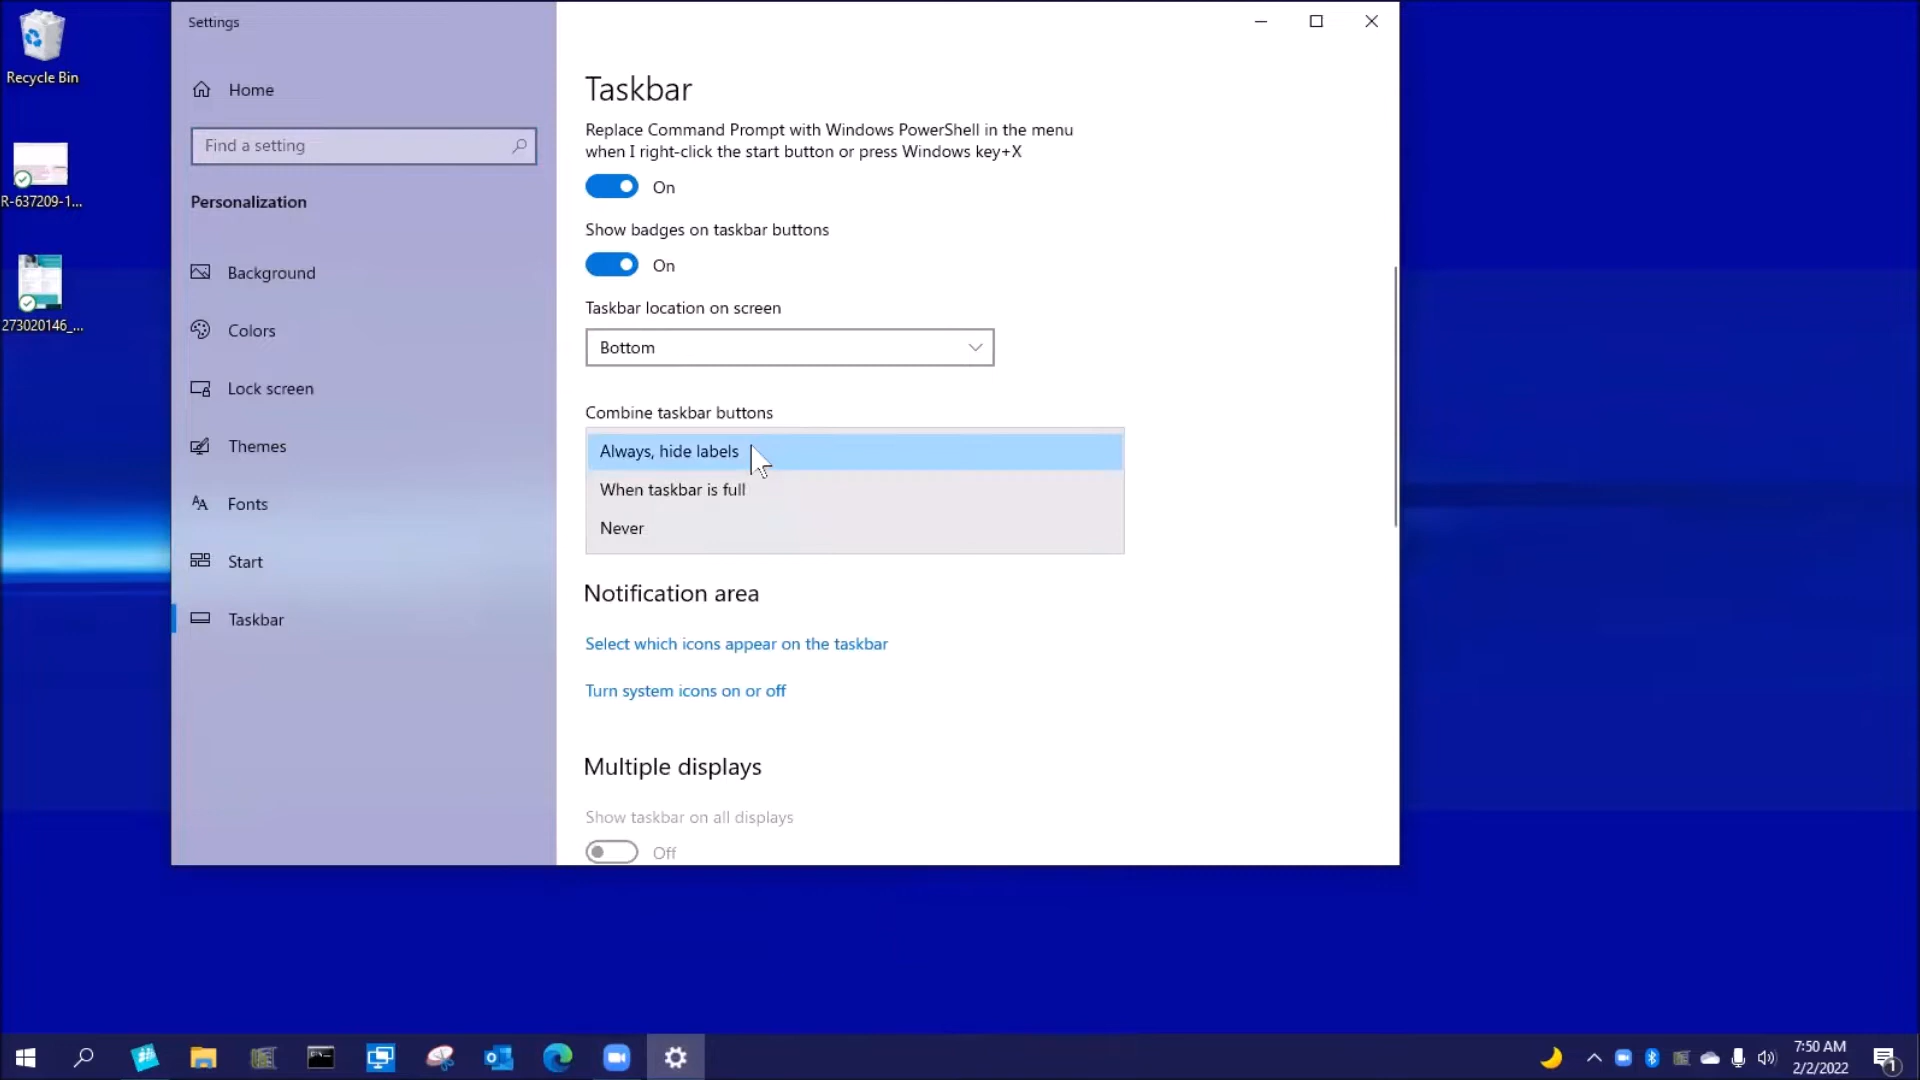 Settings
Recycle Bin
R-637209-1...
273020146_...
Home
Find a setting
Personalization
Background
Colors
Lock screen
Themes
Fonts
Start
Taskbar
Taskbar
Replace Command Prompt with Windows PowerShell in the menu
when I right-click the start button or press Windows key+X
On
Show badges on taskbar buttons
On
Taskbar location on screen
Bottom
Combine taskbar buttons
Always, hide labels
When taskbar is full
Never
Notification area
Select which icons appear on the taskbar
Turn system icons on or off
Multiple displays
Show taskbar on all displays
Off
7:50 AM
2/2/2022
1